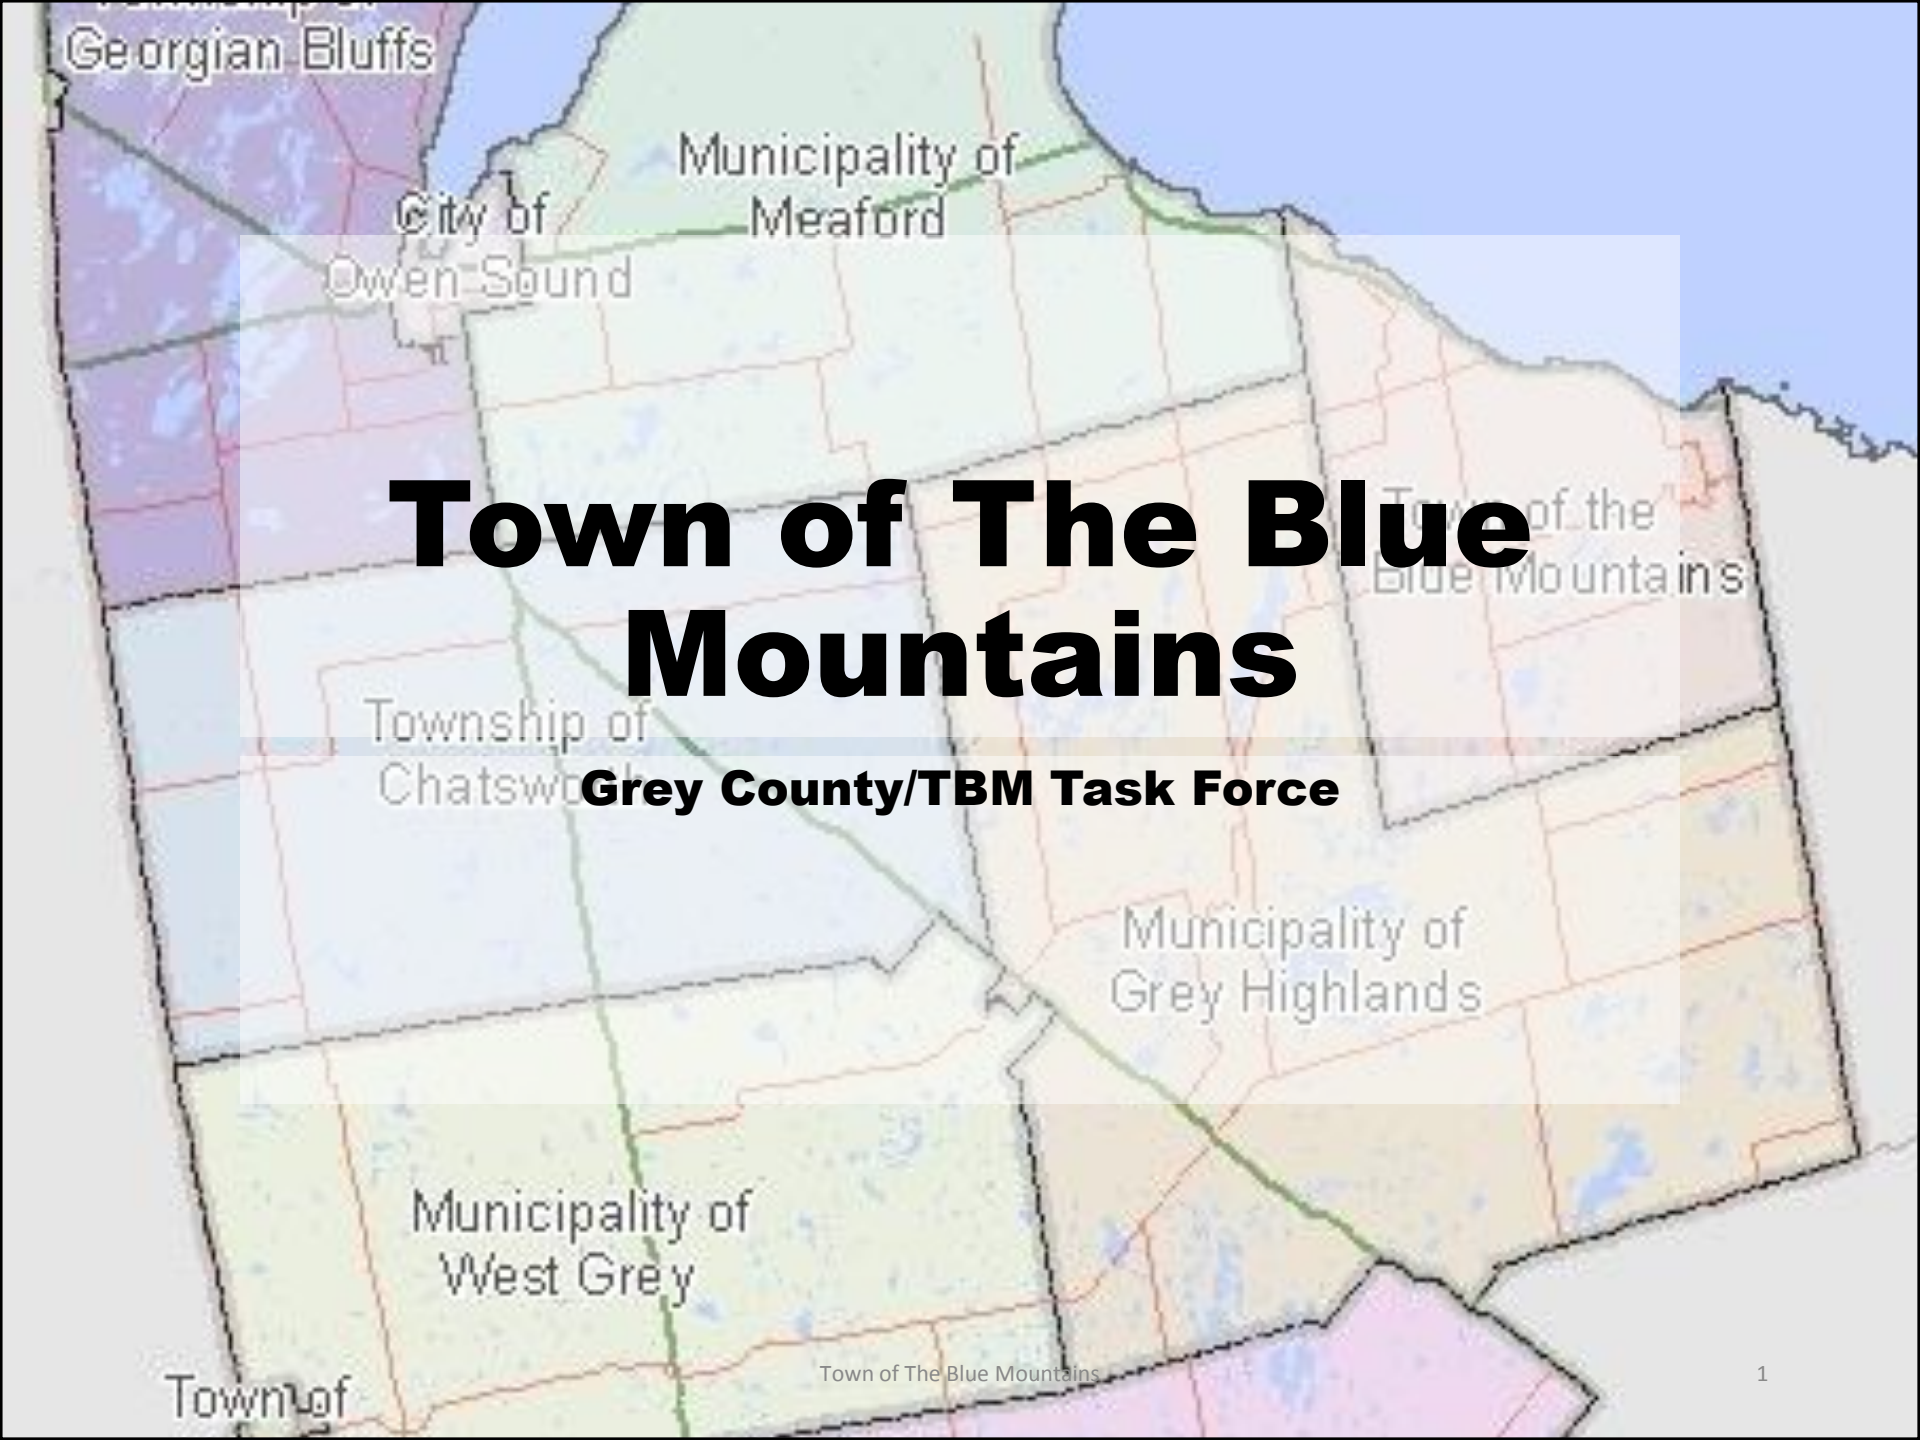 Township of
Georgian Bluffs
Municipality of
Meaford
City of
Owen Sound
Town of The Blue
Mountains
Town of the
Blue Mountains
Township of
Chatsworth
Grey County/TBM Task Force
Municipality of
Grey Highlands
Municipality of
West Grey
Town of
Town of The Blue Mountains
1